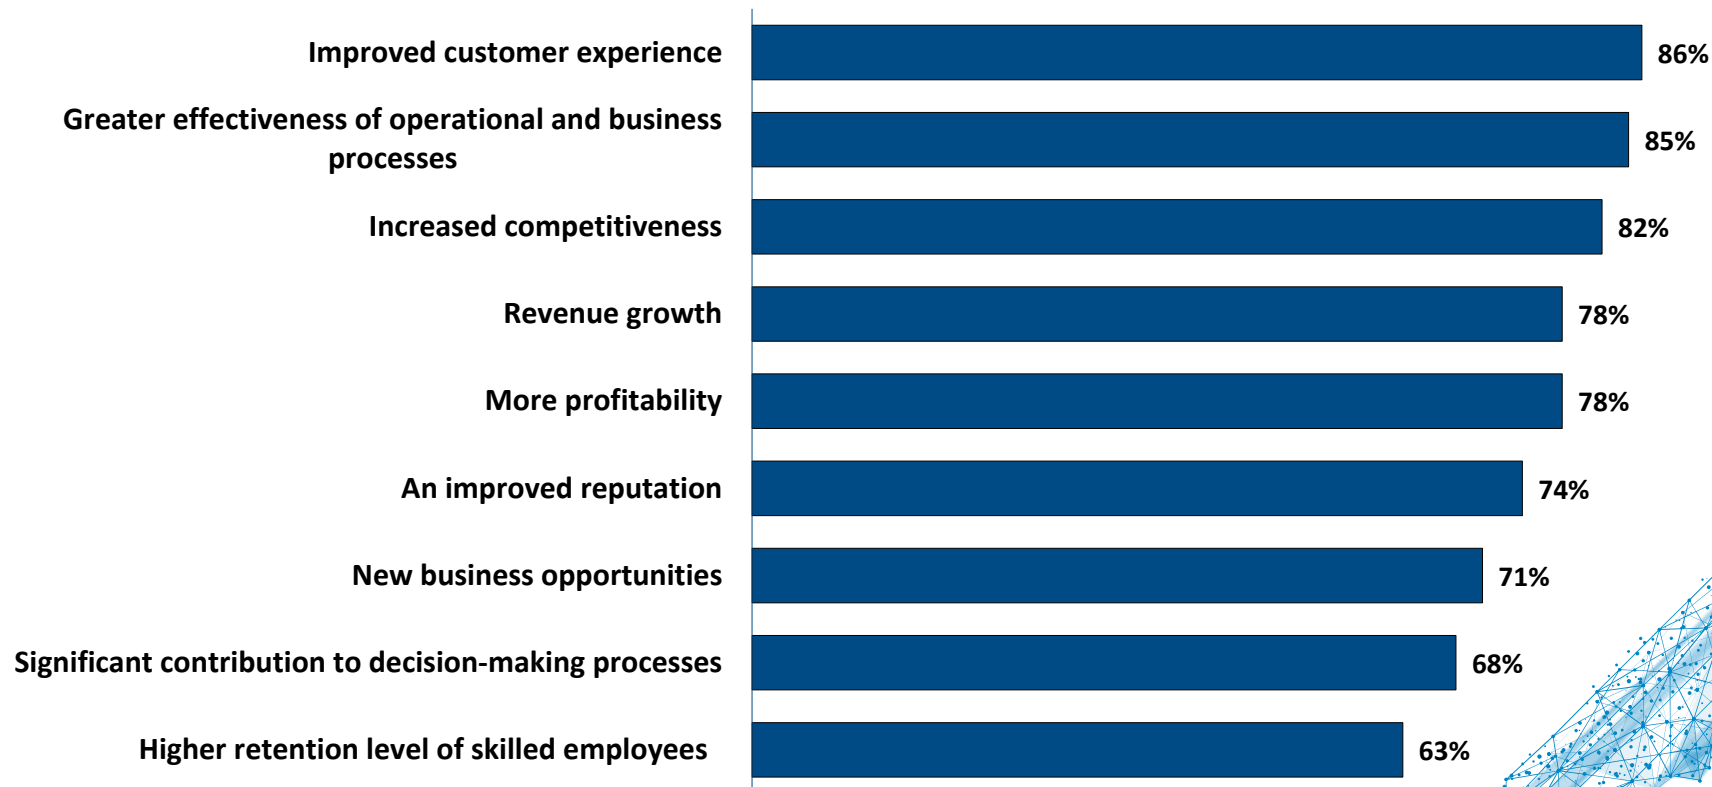 Improved customer experience
86%
Greater effectiveness of operational and business
processes
85%
Increased competitiveness
82%
Revenue growth
78%
More profitability
78%
An improved reputation
74%
New business opportunities
71%
Significant contribution to decision-making processes
68%
Higher retention level of skilled employees
63%